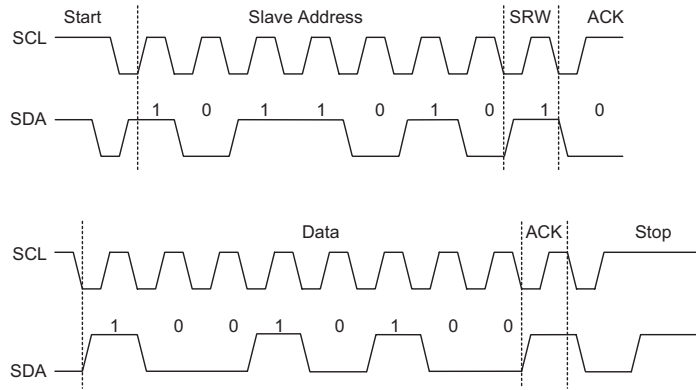 Start Slave Address SRW ACK
SCL
1 0 1 1 0 1 0 1 0
SDA
Data ACK Stop
SCL
1 0 0 1 0 1 0 0
SDA